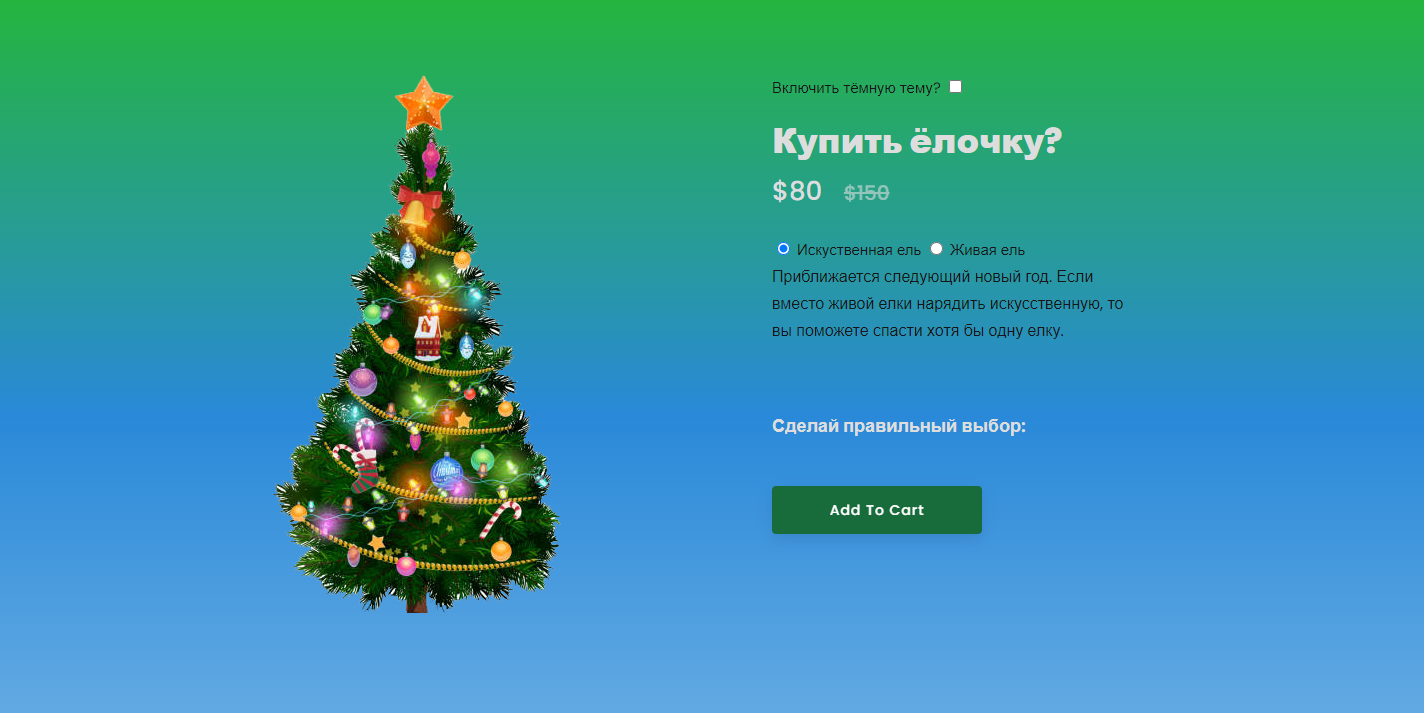 Включить тёмную тему?
Купить ёлочку?
$80 $150
Искуственная ель Живая ель
Приближается следующий новый год. Если
вместо живой елки нарядить искусственную, то
вы поможете спасти хотя бы одну елку.
Сделай правильный выбор:
Add To Cart